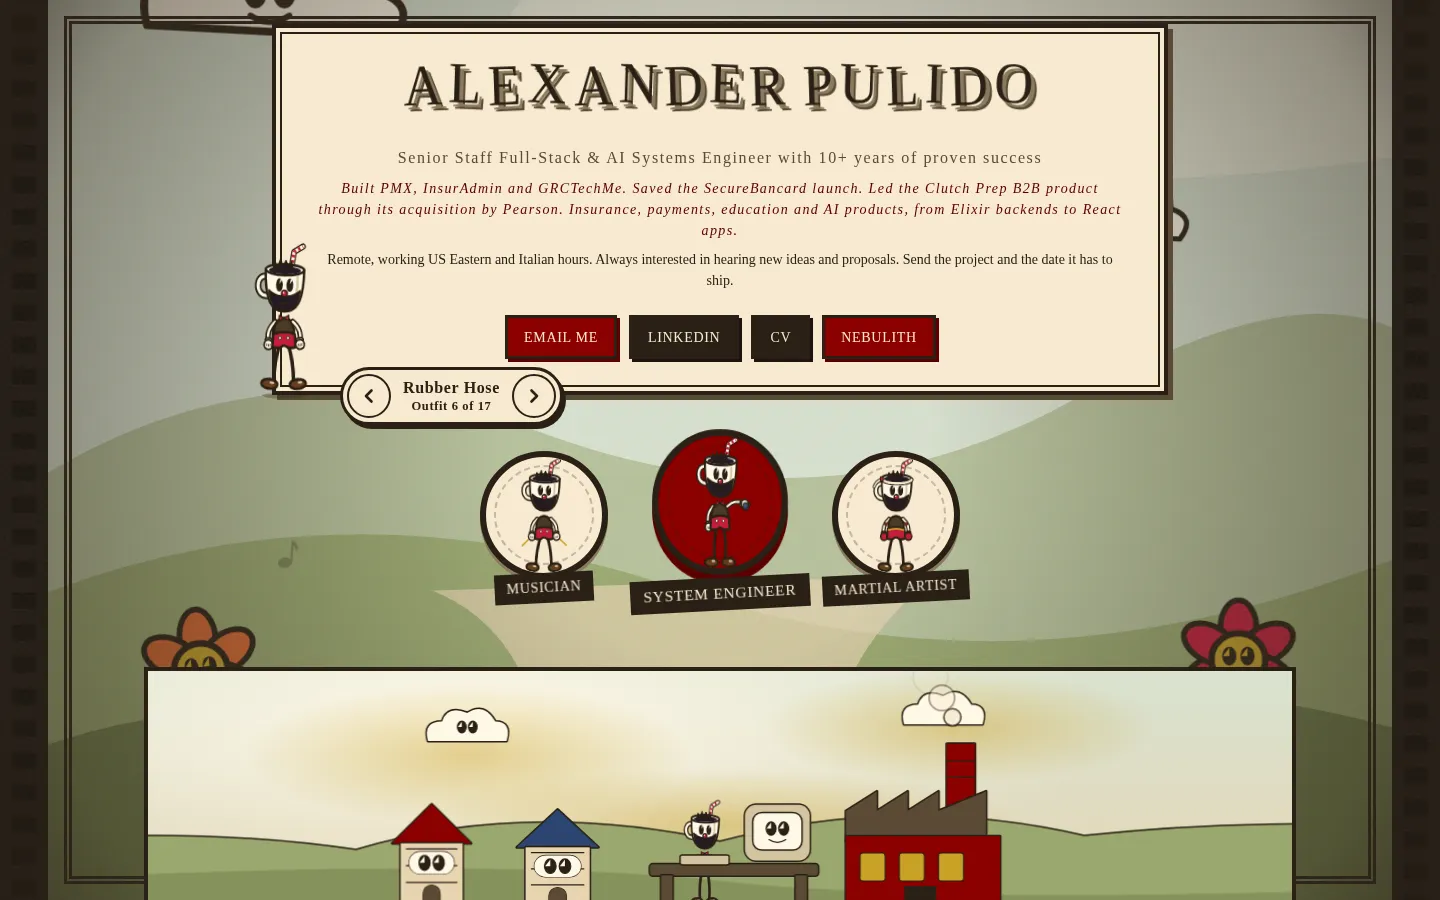 ALEXANDER PULIDO
Senior Staff Full-Stack & AI Systems Engineer with 10+ years of proven success
Built PMX, InsurAdmin and GRCTechMe. Saved the SecureBancard launch. Led the Clutch Prep B2B product
through its acquisition by Pearson. Insurance, payments, education and AI products, from Elixir backends to React
apps.
Remote, working US Eastern and Italian hours. Always interested in hearing new ideas and proposals. Send the project and the date it has to
ship.
EMAIL ME
LINKEDIN
CV
NEBULITH
Rubber Hose
Outfit 6 of 17
MUSICIAN
SYSTEM ENGINEER
MARTIAL ARTIST